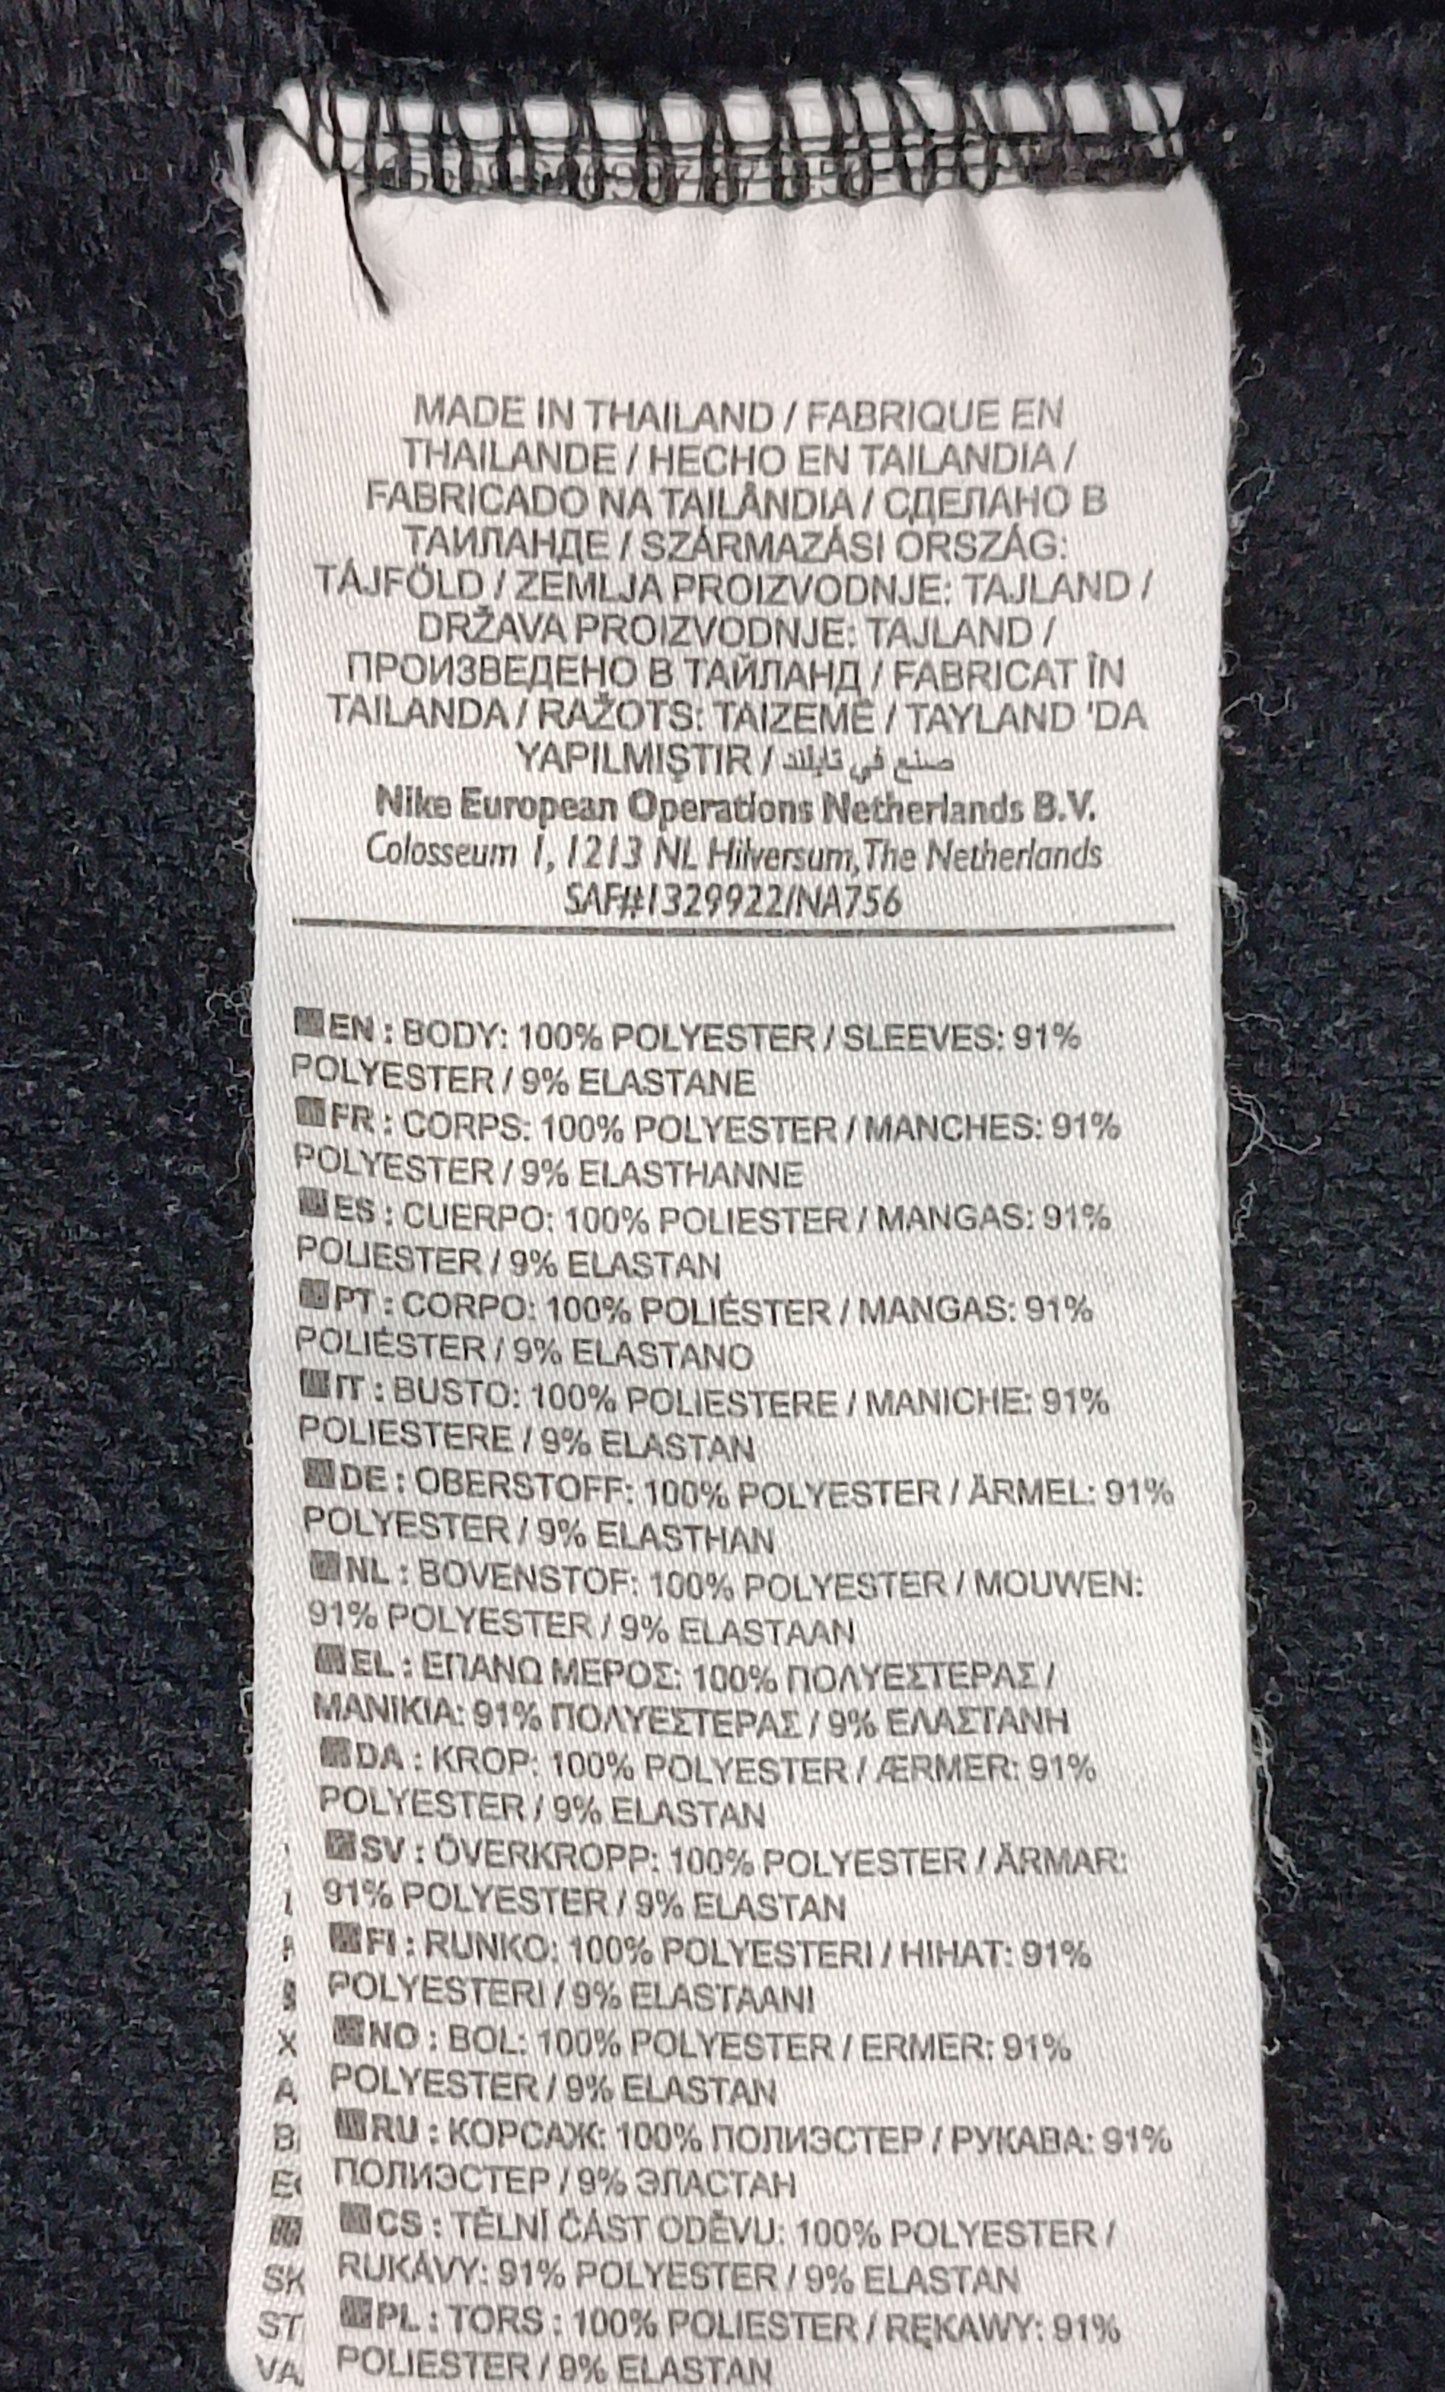 MADE IN THAILAND / FABRIQUE EN
THAILANDE / HECHO EN TAILANDIA /
FABRICADO NA TAILÂNDIA / СДЕЛАНО В
ТАИЛАНДЕ / SZÁRMAZÁSI ORSZÁG:
TÁJFÖLD / ZEMLJA PROIZVODNJE: TAJLAND /
DRŽAVA PROIZVODNJE: TAJLAND /
ПРОИЗВЕДЕНО В ТАЙЛАНД / FABRICAT ÎN
TAILANDA / RAŽOTS: TAIZEMĒ / TAYLAND 'DA
YAPILMIŞTIR / صنع في تايلاند
Nike European Operations Netherlands B.V.
Colosseum 1, 1213 NL Hilversum, The Netherlands
SAF#1329922/NA756
EN : BODY: 100% POLYESTER / SLEEVES: 91%
POLYESTER / 9% ELASTANE
FR : CORPS: 100% POLYESTER / MANCHES: 91%
POLYESTER / 9% ELASTHANNE
ES : CUERPO: 100% POLIESTER / MANGAS: 91%
POLIESTER / 9% ELASTAN
PT : CORPO: 100% POLIÉSTER / MANGAS: 91%
POLIÉSTER / 9% ELASTANO
IT : BUSTO: 100% POLIESTERE / MANICHE: 91%
POLIESTERE / 9% ELASTAN
DE : OBERSTOFF: 100% POLYESTER / ÄRMEL: 91%
POLYESTER / 9% ELASTHAN
NL : BOVENSTOF: 100% POLYESTER / MOUWEN:
91% POLYESTER / 9% ELASTAAN
EL : ΕΠΑΝΩ ΜΕΡΟΣ: 100% ΠΟΛΥΕΣΤΕΡΑΣ /
ΜΑΝΙΚΙΑ: 91% ΠΟΛΥΕΣΤΕΡΑΣ / 9% ΕΛΑΣΤΑΝΗ
DA : KROP: 100% POLYESTER / ÆRMER: 91%
POLYESTER / 9% ELASTAN
SV : ÖVERKROPP: 100% POLYESTER / ÄRMAR:
91% POLYESTER / 9% ELASTAN
FI : RUNKO: 100% POLYESTERI / HIHAT: 91%
POLYESTERI / 9% ELASTAANI
NO : BOL: 100% POLYESTER / ERMER: 91%
POLYESTER / 9% ELASTAN
RU : КОРСАЖ: 100% ПОЛИЭСТЕР / РУКАВА: 91%
ПОЛИЭСТЕР / 9% ЭЛАСТАН
CS : TĚLNÍ ČÁST ODĚVU: 100% POLYESTER /
RUKÁVY: 91% POLYESTER / 9% ELASTAN
PL : TORS : 100% POLIESTER / RĘKAWY: 91%
POLIESTER / 9% ELASTAN